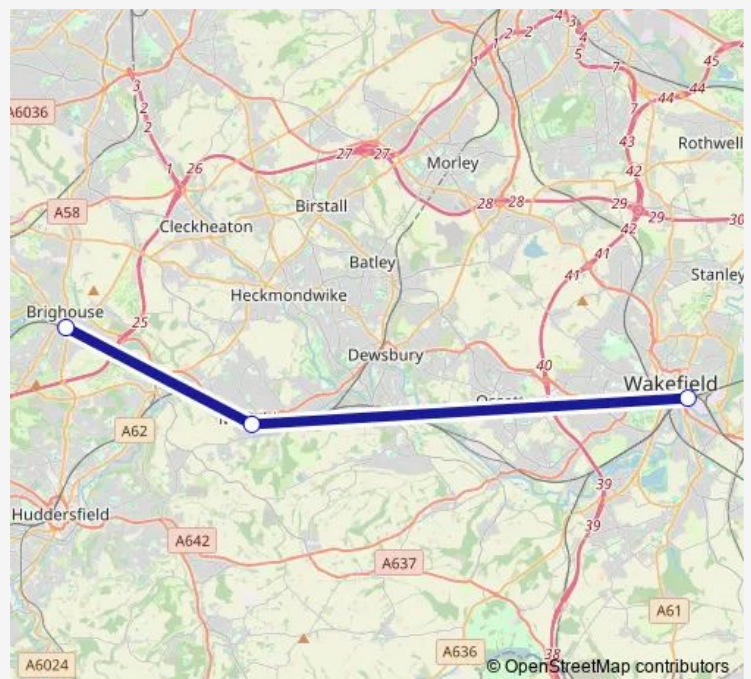 3
4
1 2 2
4
5
7
45
3
2
2
44 44
7
A6036
43
Rothwell
1 26
27 27
Morley
42
Birstall
A58
28 28
29 29
30
Cleckheaton
42
41
Batley
41
Stanley
Heckmondwike
Brighouse
25
Dewsbury
40
Wakefield
A62
39
Huddersfield
39
A642
A637
A61
A636
38
A6024
© OpenStreetMap contributors